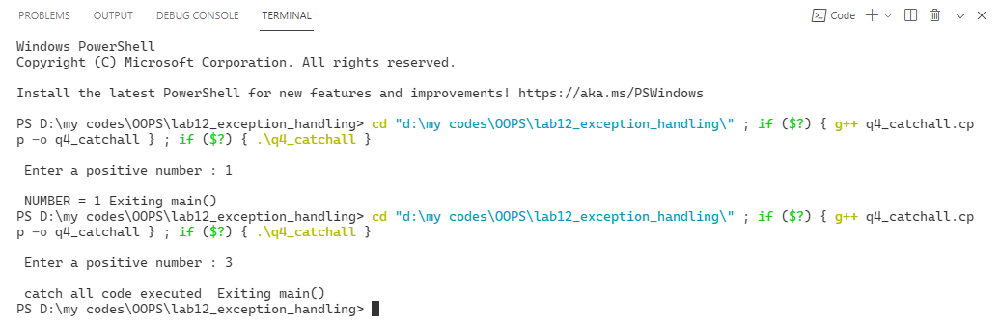 PROBLEMS OUTPUT DEBUG CONSOLE TERMINAL Code
Windows PowerShell
Copyright (C) Microsoft Corporation. All rights reserved.
Install the latest PowerShell for new features and improvements! https://aka.ms/PSWindows
PS D:\my codes\OOPS\lab12_exception_handling> cd "d:\my codes\OOPS\lab12_exception_handling\" ; if ($?) { g++ q4_catchall.cp
p -o q4_catchall } ; if ($?) { .\q4_catchall }
Enter a positive number : 1
NUMBER = 1 Exiting main()
PS D:\my codes\OOPS\lab12_exception_handling> cd "d:\my codes\OOPS\lab12_exception_handling\" ; if ($?) { g++ q4_catchall.cp
p -o q4_catchall } ; if ($?) { .\q4_catchall }
Enter a positive number : 3
catch all code executed  Exiting main()
PS D:\my codes\OOPS\lab12_exception_handling>